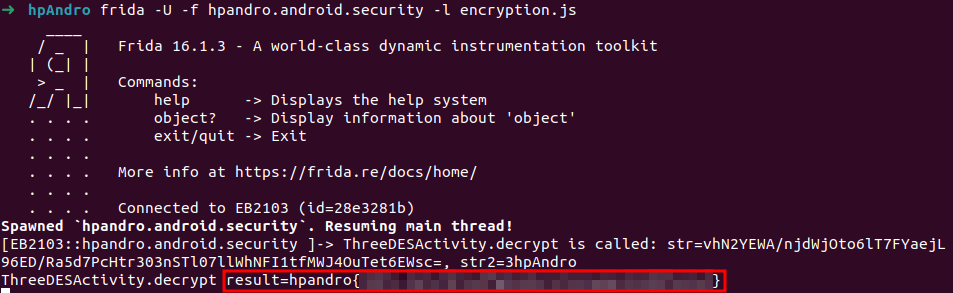 ➜ hpAndro frida -U -f hpandro.android.security -l encryption.js
     ____
    / _  |   Frida 16.1.3 - A world-class dynamic instrumentation toolkit
   | (_| |
    > _  |   Commands:
   /_/ |_|       help      -> Displays the help system
   . . . .       object?   -> Display information about 'object'
   . . . .       exit/quit -> Exit
   . . . .
   . . . .   More info at https://frida.re/docs/home/
   . . . .
   . . . .   Connected to EB2103 (id=28e3281b)
Spawned `hpandro.android.security`. Resuming main thread!
[EB2103::hpandro.android.security ]-> ThreeDESActivity.decrypt is called: str=vhN2YEWA/njdWjOto6lT7FYaejL
96ED/Ra5d7PcHtr303nSTl07llWhNFI1tfMWJ4OuTet6EWsc=, str2=3hpAndro
ThreeDESActivity.decrypt result=hpandro{ }